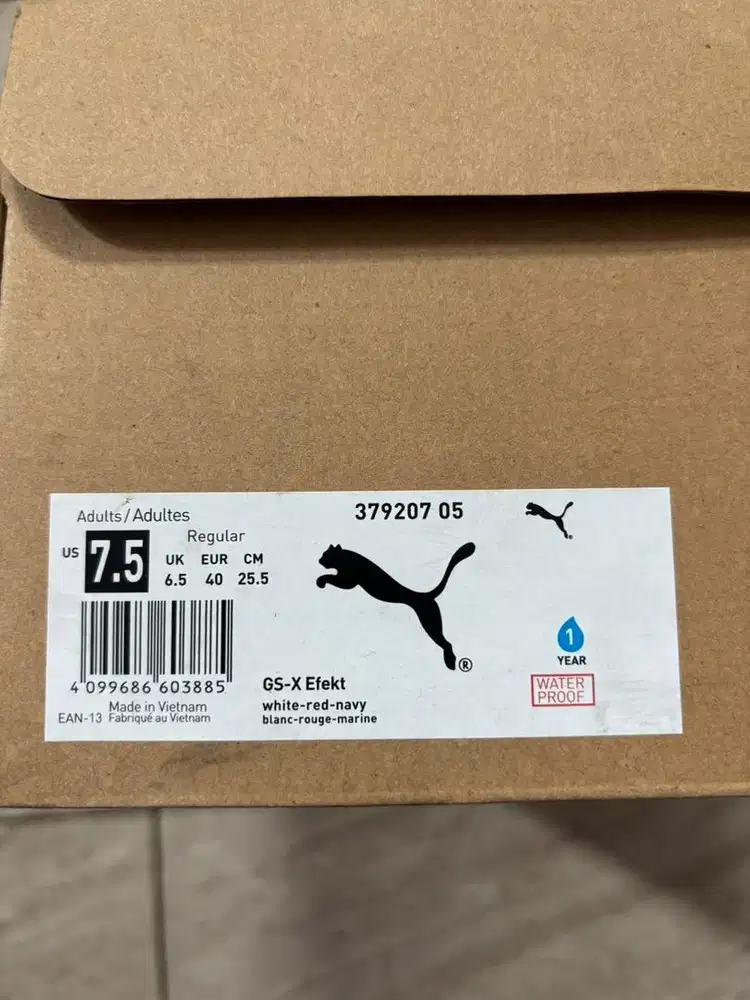 Adults/Adultes
379207 05
US 7.5
Regular
UK EUR CM
6.5 40 25.5
4 099686 603885
Made in Vietnam
EAN-13 Fabriqué au Vietnam
GS-X Efekt
white-red-navy
blanc-rouge-marine
®
®
1
YEAR
WATER
PROOF